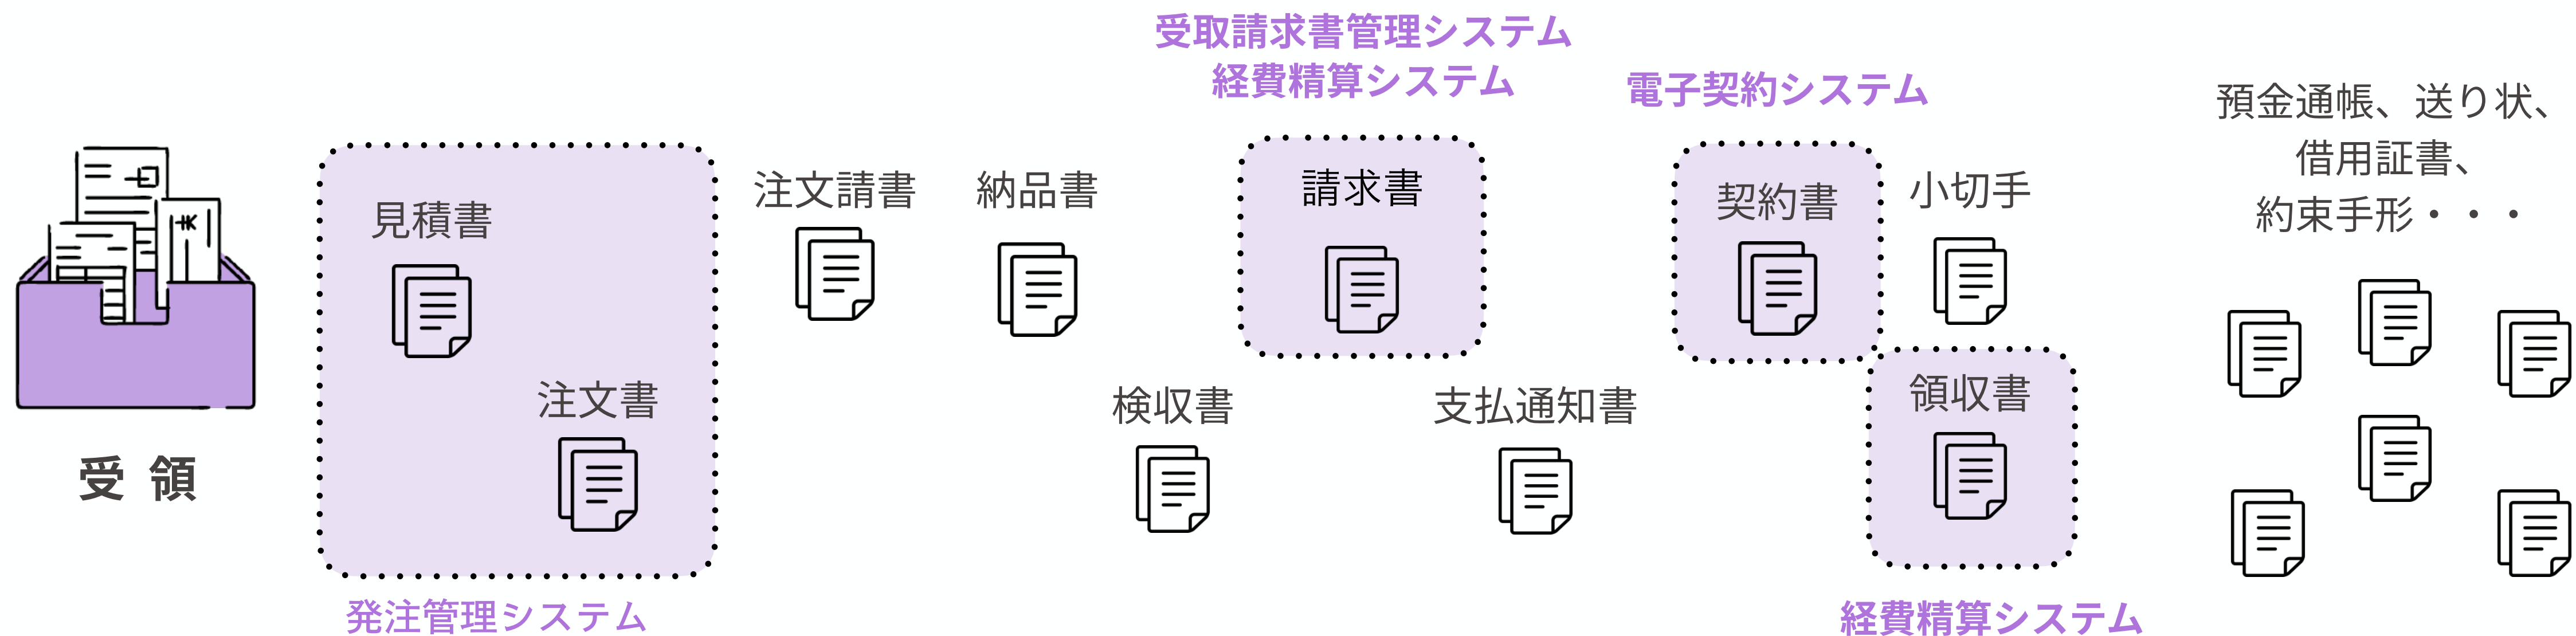 受取請求書管理システム
経費精算システム
電子契約システム
預金通帳、送り状、
借用証書、
約束手形・・・
見積書
注文請書
納品書
請求書
契約書
小切手
注文書
検収書
支払通知書
領収書
受 領
発注管理システム
経費精算システム